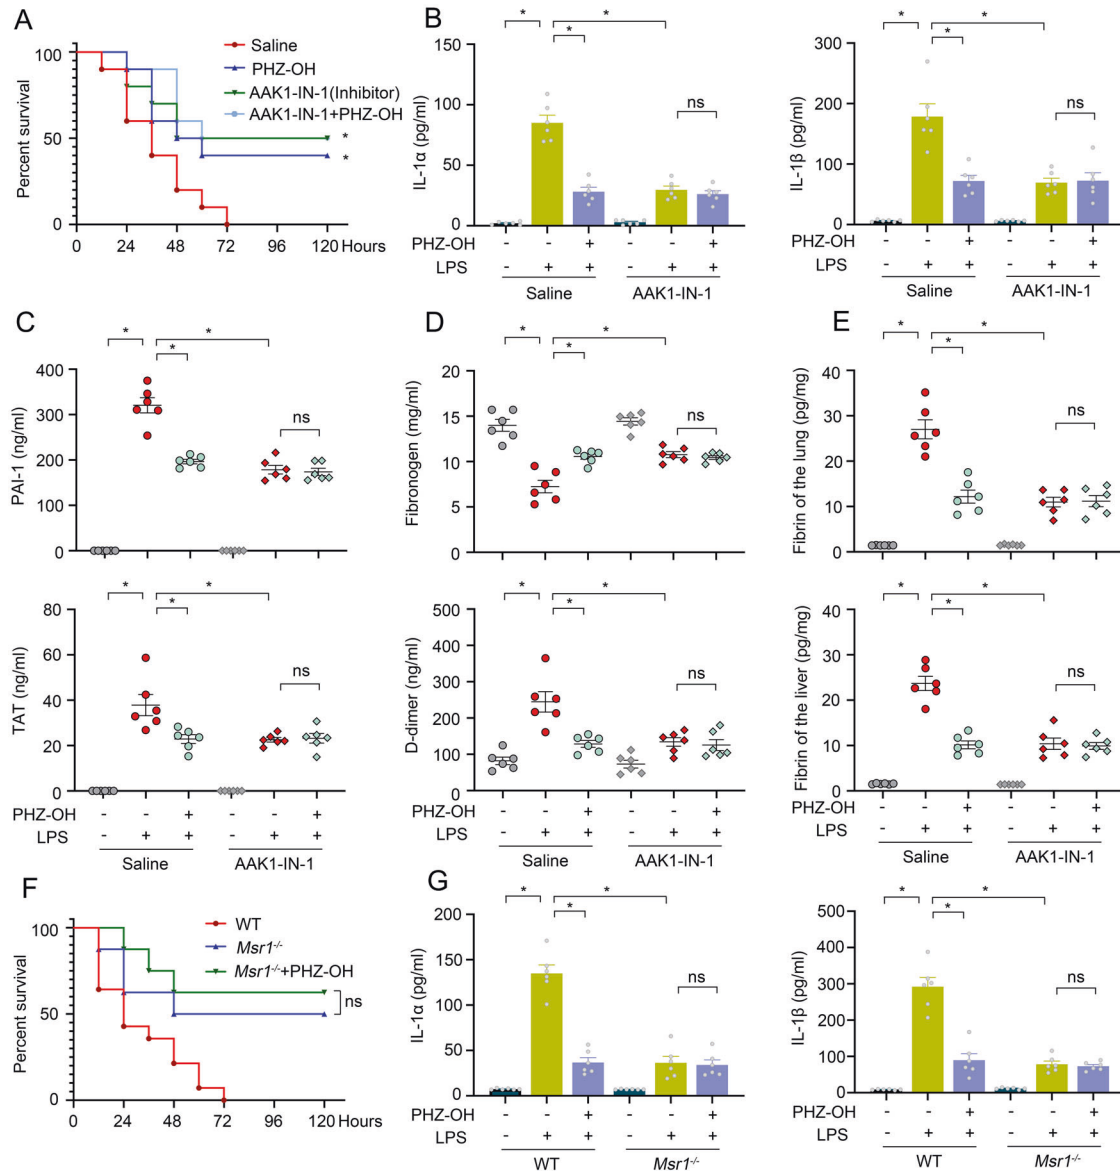 A
Saline
PHZ-OH
AAK1-IN-1(Inhibitor)
AAK1-IN-1+PHZ-OH
Percent survival
100
50
0
0 24 48 72 96 120 Hours
*
*
B
IL-1α (pg/ml)
150
100
50
0
* * *
ns
PHZ-OH - - + - - +
LPS - + + - + +
Saline AAK1-IN-1
IL-1β (pg/ml)
300
200
100
0
* * *
ns
- - + - - +
- + + - + +
Saline AAK1-IN-1
C
PAI-1 (ng/ml)
400
300
200
100
0
* * *
ns
TAT (ng/ml)
80
60
40
20
0
* * *
ns
PHZ-OH - - + - - +
LPS - + + - + +
Saline AAK1-IN-1
D
Fibronogen (mg/ml)
20
15
10
5
0
* * *
ns
D-dimer (ng/ml)
500
400
300
200
100
0
* * *
ns
PHZ-OH - - + - - +
LPS - + + - + +
Saline AAK1-IN-1
E
Fibrin of the lung (pg/mg)
40
30
20
10
0
* * *
ns
Fibrin of the liver (pg/mg)
40
30
20
10
0
* * *
ns
PHZ-OH - - + - - +
LPS - + + - + +
Saline AAK1-IN-1
F
WT
Msr1-/-
Msr1-/-+PHZ-OH
ns
Percent survival
100
50
0
0 24 48 72 96 120 Hours
G
IL-1α (pg/ml)
200
150
100
50
0
* * *
ns
PHZ-OH - - + - - +
LPS - + + - + +
WT Msr1-/-
IL-1β (pg/ml)
500
400
300
200
100
0
* * *
ns
PHZ-OH - - + - - +
LPS - + + - + +
WT Msr1-/-